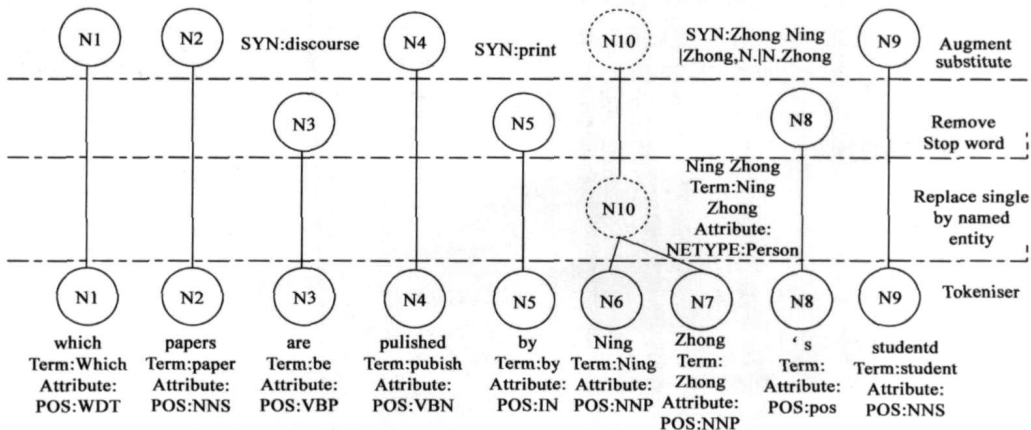 N1
N2
SYN:discourse
N4
SYN:print
N10
SYN:Zhong Ning
|Zhong,N.|N.Zhong
N9
Augment
substitute
N3
N5
N8
Remove
Stop word
N10
Ning Zhong
Term:Ning
Zhong
Attribute:
NETYPE:Person
Replace single
by named
entity
N1
N2
N3
N4
N5
N6
N7
N8
N9
Tokeniser
which
Term:Which
Attribute:
POS:WDT
papers
Term:paper
Attribute:
POS:NNS
are
Term:be
Attribute:
POS:VBP
pulished
Term:pubish
Attribute:
POS:VBN
by
Term:by
Attribute:
POS:IN
Ning
Term:Ning
Attribute:
POS:NNP
Zhong
Term:
Zhong
Attribute:
POS:NNP
‘ s
Term:
Attribute:
POS:pos
studentd
Term:student
Attribute:
POS:NNS